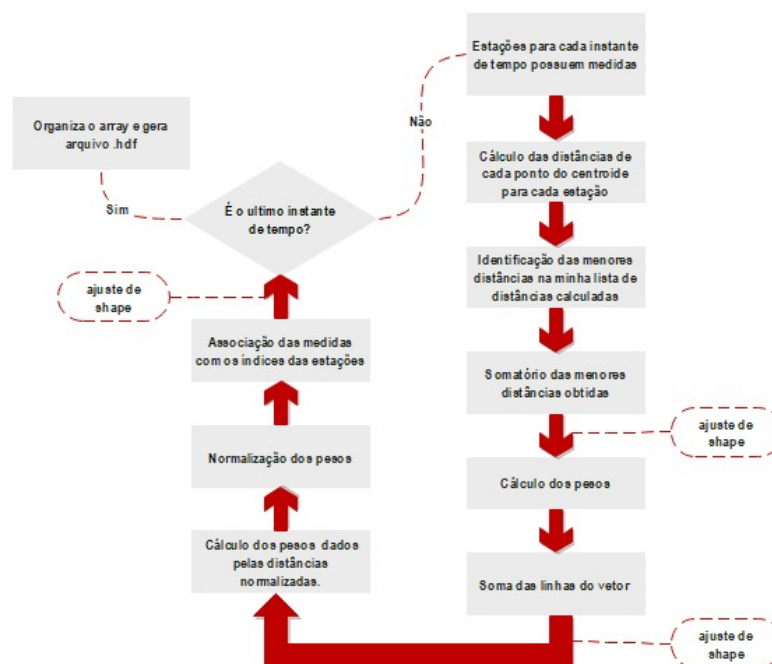 Estações para cada instante
de tempo possuem medidas
Não
Organiza o array e gera
arquivo .hdf
Sim
É o ultimo instante
de tempo?
Cálculo das distâncias de
cada ponto do centroide
para cada estação
Identificação das menores
distâncias na minha lista de
distâncias calculadas
ajuste de
shape
Associação das medidas
com os índices das estações
Somatório das menores
distâncias obtidas
ajuste de
shape
Normalização dos pesos
Cálculo dos pesos
Cálculo dos pesos dados
pelas distâncias
normalizadas.
Soma das linhas do vetor
ajuste de
shape